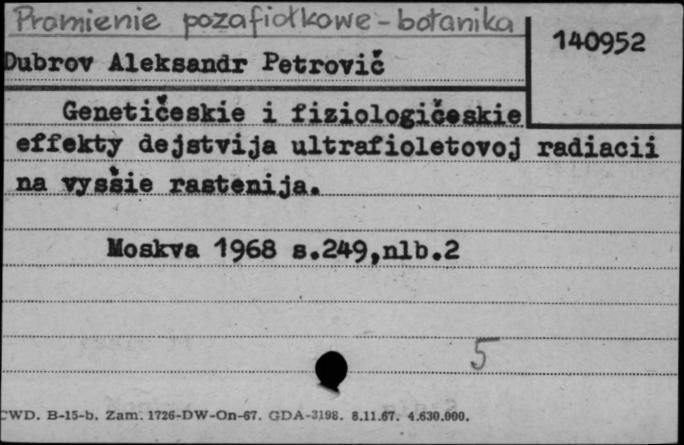 Promienie pozafiołkowe - botanika
140952
Dubrov Aleksandr Petrovič
Genetičeskie i fiziologičeskie
effekty dejstvija ultrafioletovoj radiacii
na vysšie rastenija.
Moskva 1968 s.249,nlb.2
5
CWD. B-15-b. Zam. 1726-DW-On-67. GDA-3198. 8.11.67. 4.630.000.